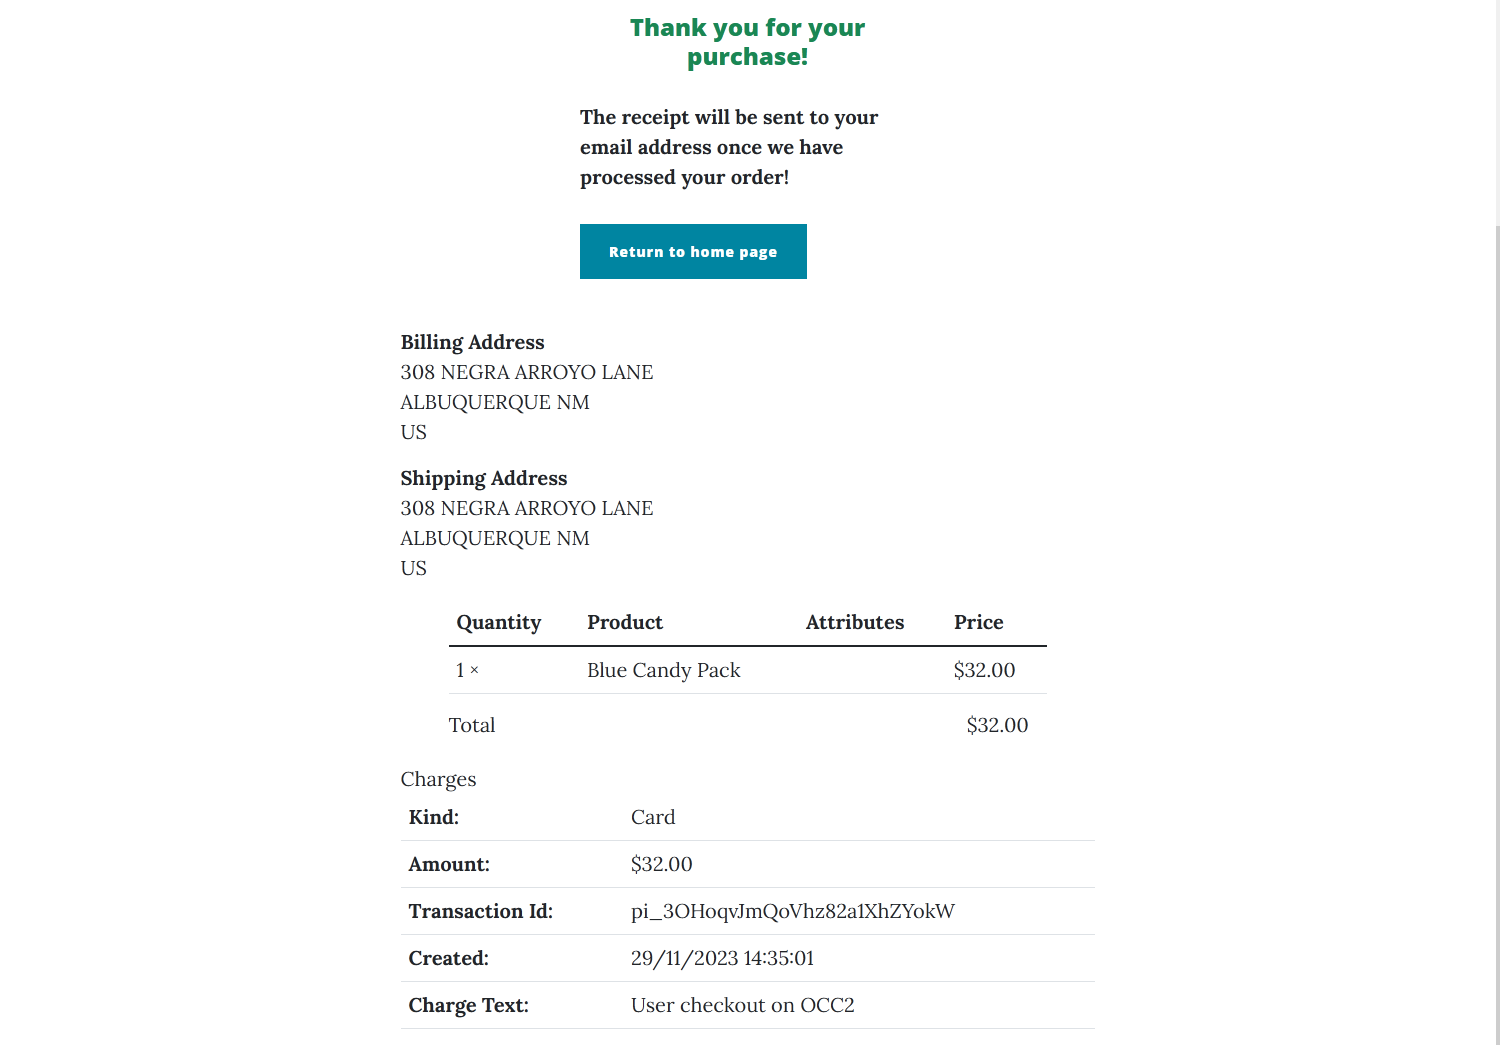 Thank you for your
purchase!
The receipt will be sent to your
email address once we have
processed your order!
Return to home page
Billing Address
308 NEGRA ARROYO LANE
ALBUQUERQUE NM
US
Shipping Address
308 NEGRA ARROYO LANE
ALBUQUERQUE NM
US
Quantity Product Attributes Price
1 × Blue Candy Pack $32.00
Total $32.00
Charges
Kind: Card
Amount: $32.00
Transaction Id: pi_3OHoqvJmQoVhz82a1XhZYokW
Created: 29/11/2023 14:35:01
Charge Text: User checkout on OCC2